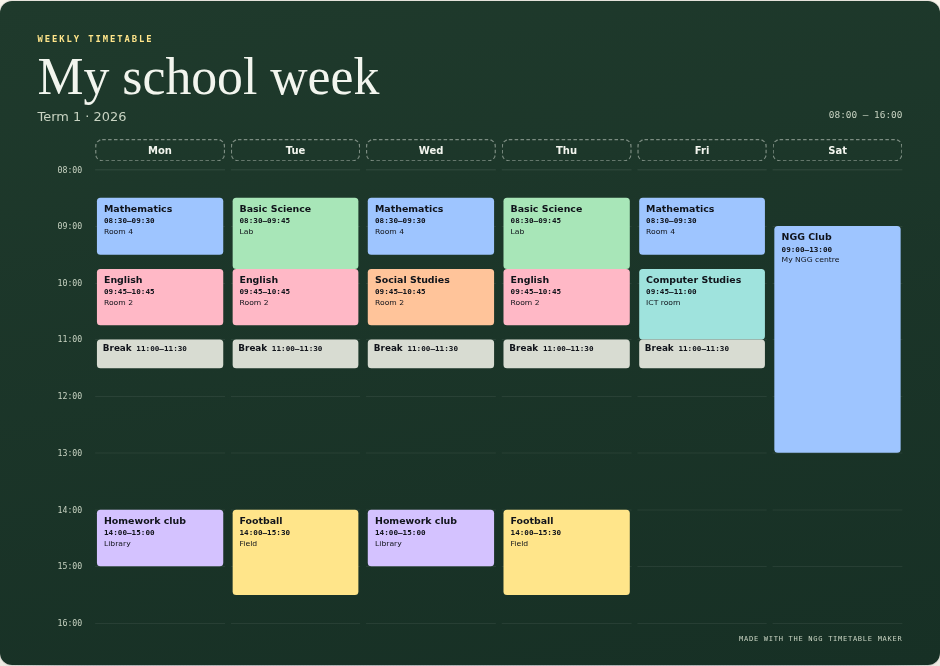 WEEKLY TIMETABLE
My school week
Term 1 · 2026
08:00 — 16:00
Mon Tue Wed Thu Fri Sat
08:00
Mathematics
08:30–09:30
Room 4
Basic Science
08:30–09:45
Lab
Mathematics
08:30–09:30
Room 4
Basic Science
08:30–09:45
Lab
Mathematics
08:30–09:30
Room 4
09:00
NGG Club
09:00–13:00
My NGG centre
English
09:45–10:45
Room 2
English
09:45–10:45
Room 2
Social Studies
09:45–10:45
Room 2
English
09:45–10:45
Room 2
Computer Studies
09:45–11:00
ICT room
10:00
11:00
Break 11:00–11:30
Break 11:00–11:30
Break 11:00–11:30
Break 11:00–11:30
Break 11:00–11:30
12:00
13:00
14:00
Homework club
14:00–15:00
Library
Football
14:00–15:30
Field
Homework club
14:00–15:00
Library
Football
14:00–15:30
Field
15:00
16:00
MADE WITH THE NGG TIMETABLE MAKER